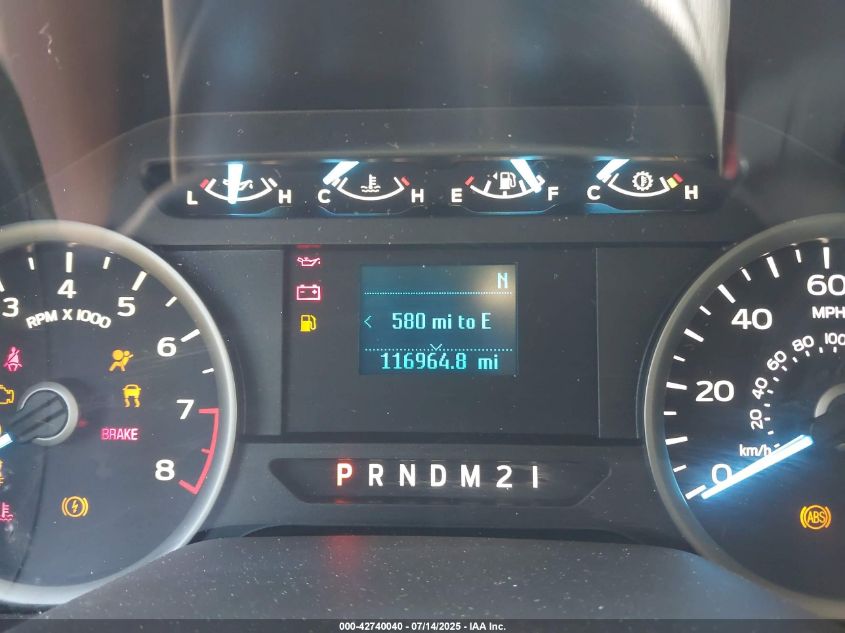 L H C H E F C H
3 4 5 6 7 8
RPM X 1000
BRAKE
N
< 580 mi to E
116964.8 mi
P R N D M 2 1
0 20 40 60
MPH
20 40 60 80 100
km/h
ABS
000-42740040 - 07/14/2025 - IAA Inc.